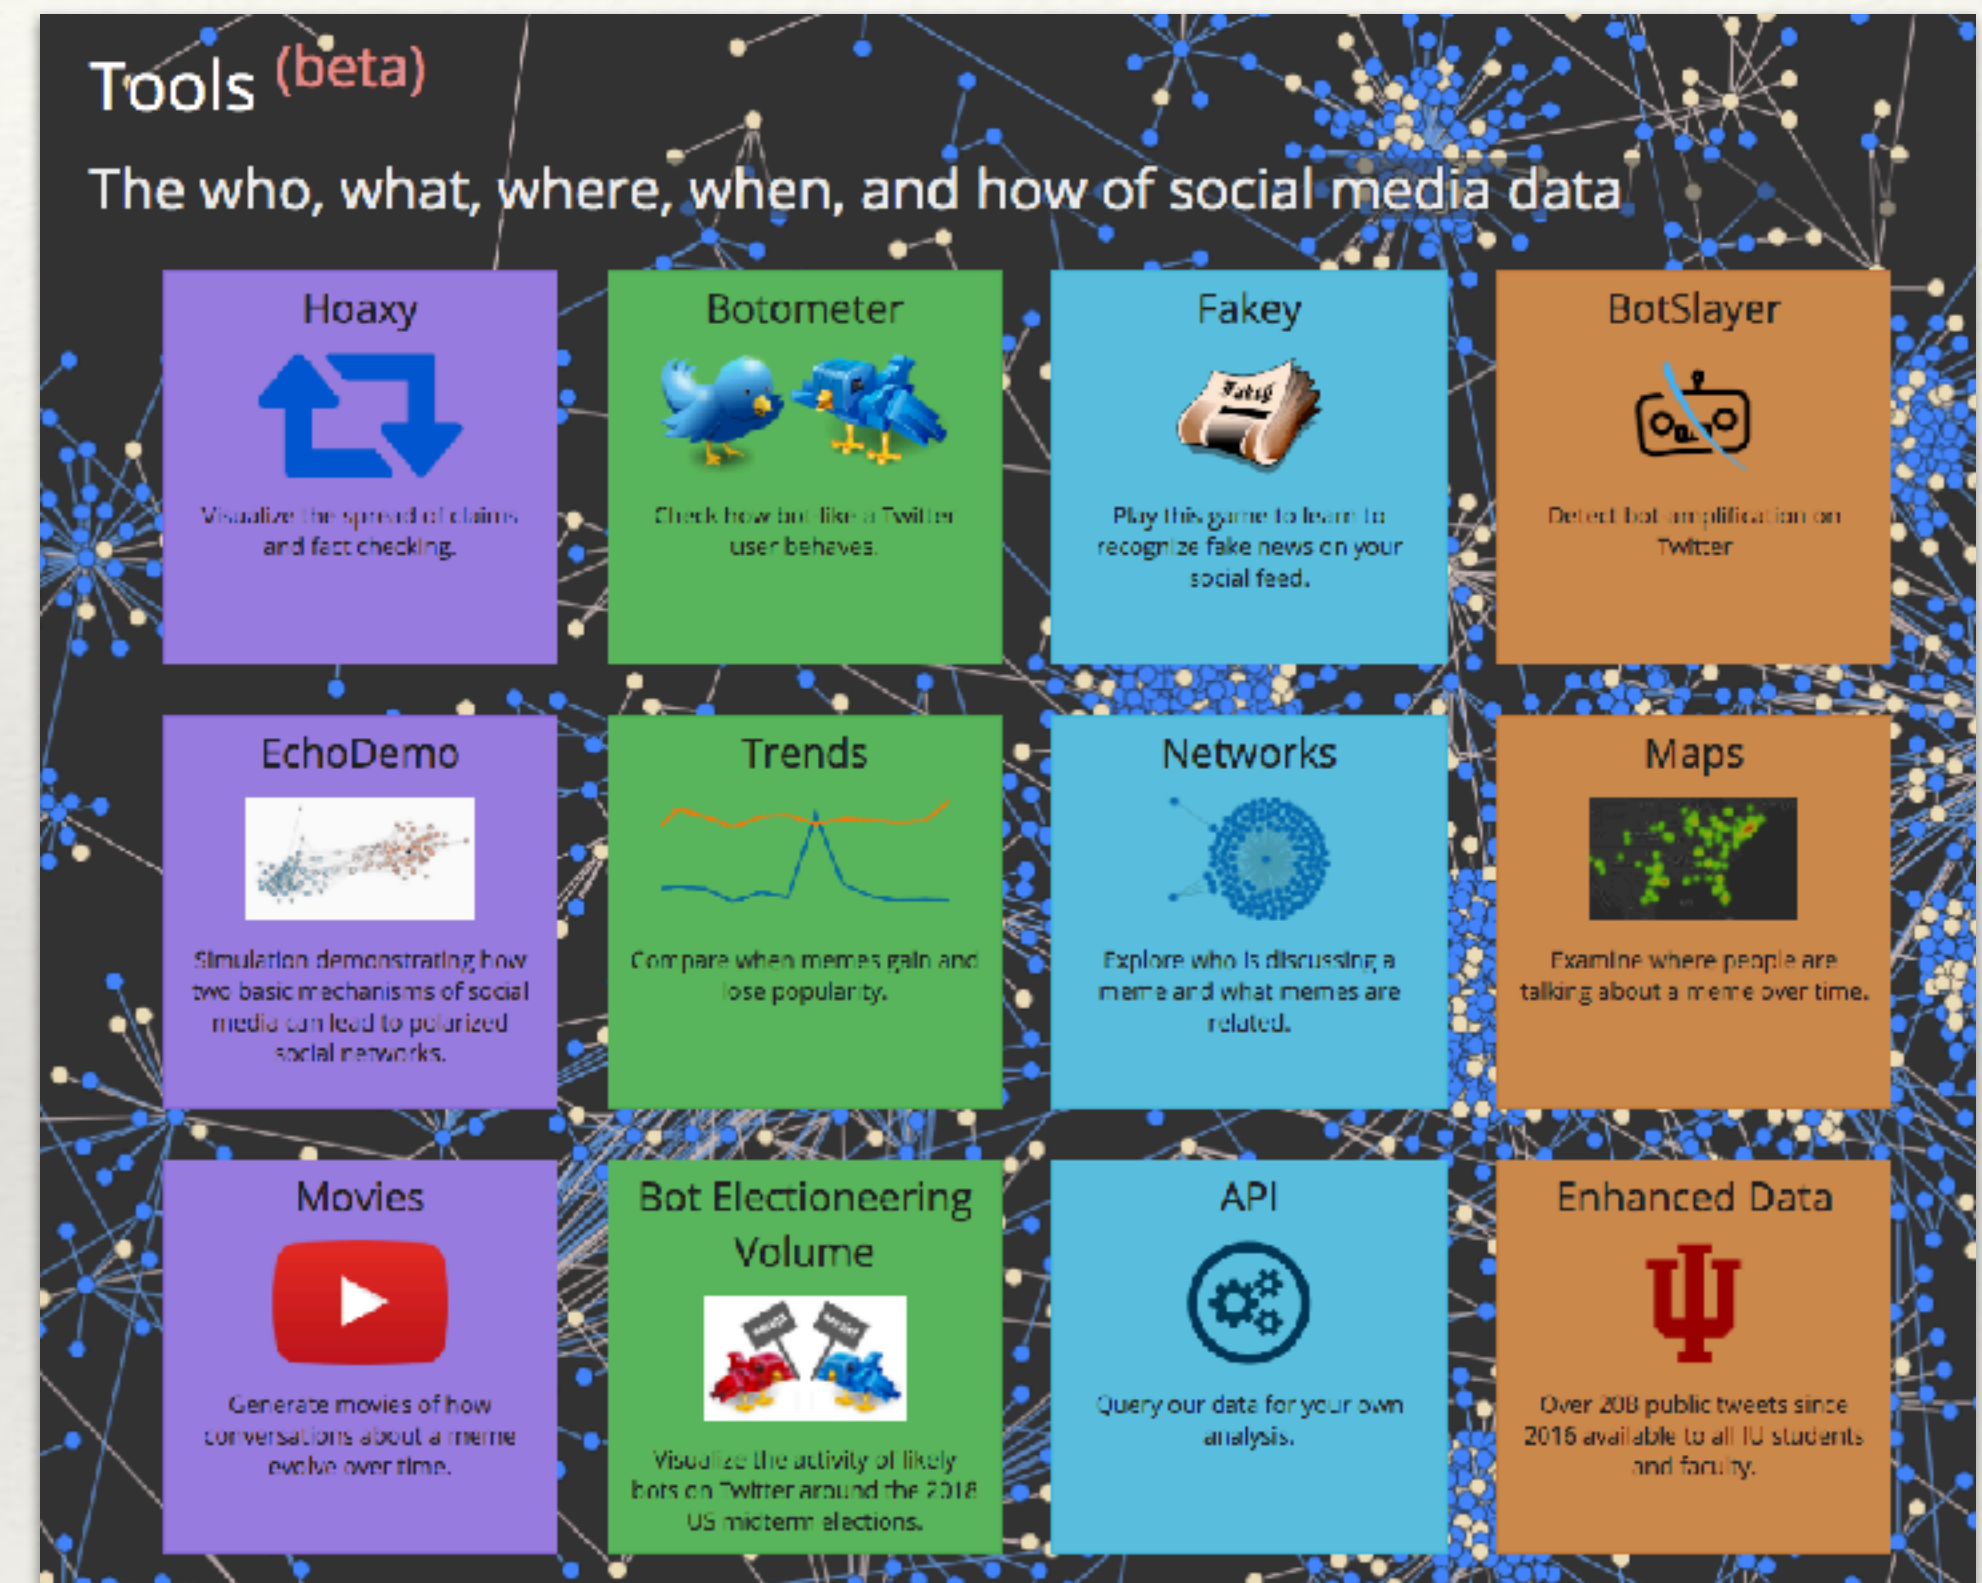 Tools (beta)
The who, what, where, when, and how of social media data
Hoaxy
Visualize the spread of claims
and fact checking.
Botometer
Check how bot-like a Twitter
user behaves.
Fakey
Fakey
Play this game to learn to
recognize fake news on your
social feed.
BotSlayer
Detect bot amplification on
Twitter
EchoDemo
Simulation demonstrating how
two basic mechanisms of social
media can lead to polarized
social networks.
Trends
Compare when memes gain and
lose popularity.
Networks
Explore who is discussing a
meme and what memes are
related.
Maps
Examine where people are
talking about a meme over time.
Movies
Generate movies of how
conversations about a meme
evolve over time.
Bot Electioneering
Volume
Visualize the activity of likely
bots on Twitter around the 2018
US midterm elections.
API
Query our data for your own
analysis.
Enhanced Data
Over 20B public tweets since
2016 available to all IU students
and faculty.